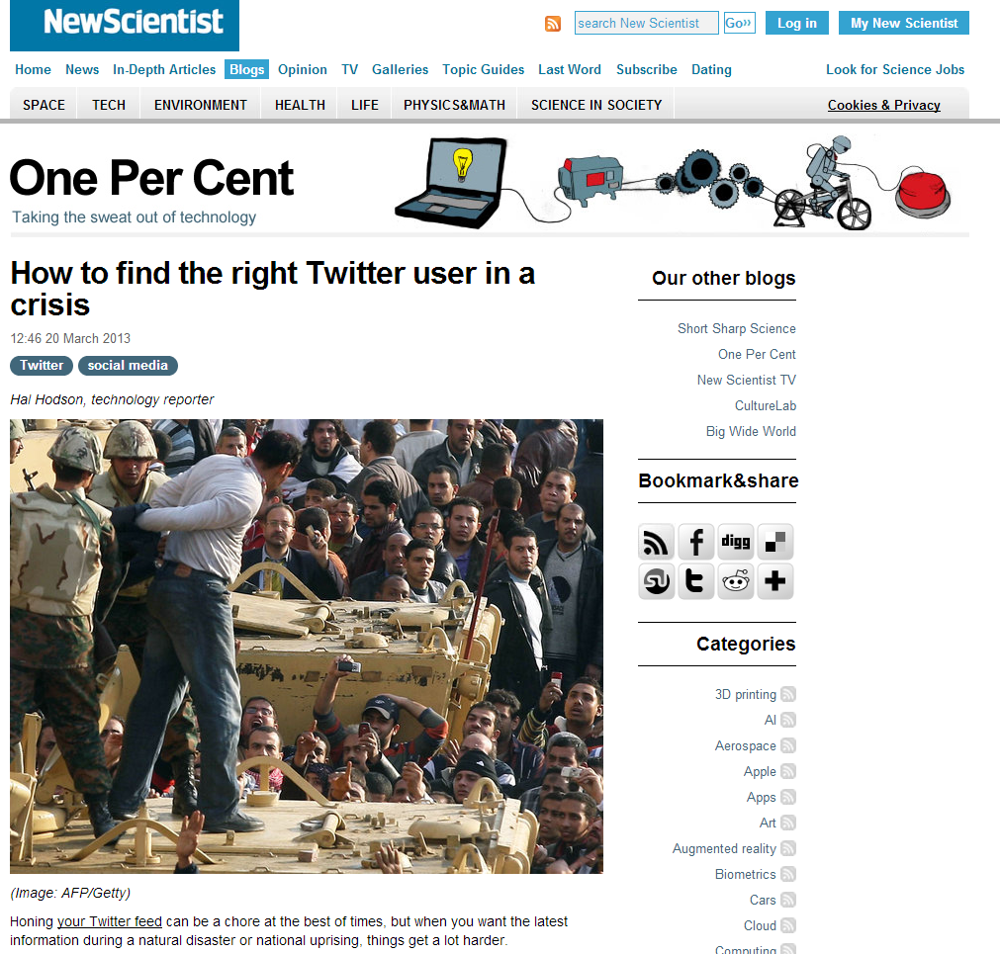 NewScientist
search New Scientist
Go››
Log in
My New Scientist
Home News In-Depth Articles Blogs Opinion TV Galleries Topic Guides Last Word Subscribe Dating Look for Science Jobs
SPACE TECH ENVIRONMENT HEALTH LIFE PHYSICS&MATH SCIENCE IN SOCIETY Cookies & Privacy
One Per Cent
Taking the sweat out of technology
How to find the right Twitter user in a
crisis
12:46 20 March 2013
Twitter social media
Hal Hodson, technology reporter
(Image: AFP/Getty)
Honing your Twitter feed can be a chore at the best of times, but when you want the latest
information during a natural disaster or national uprising, things get a lot harder.
Our other blogs
Short Sharp Science
One Per Cent
New Scientist TV
CultureLab
Big Wide World
Bookmark&share
digg
Categories
3D printing
AI
Aerospace
Apple
Apps
Art
Augmented reality
Biometrics
Cars
Cloud
Computing